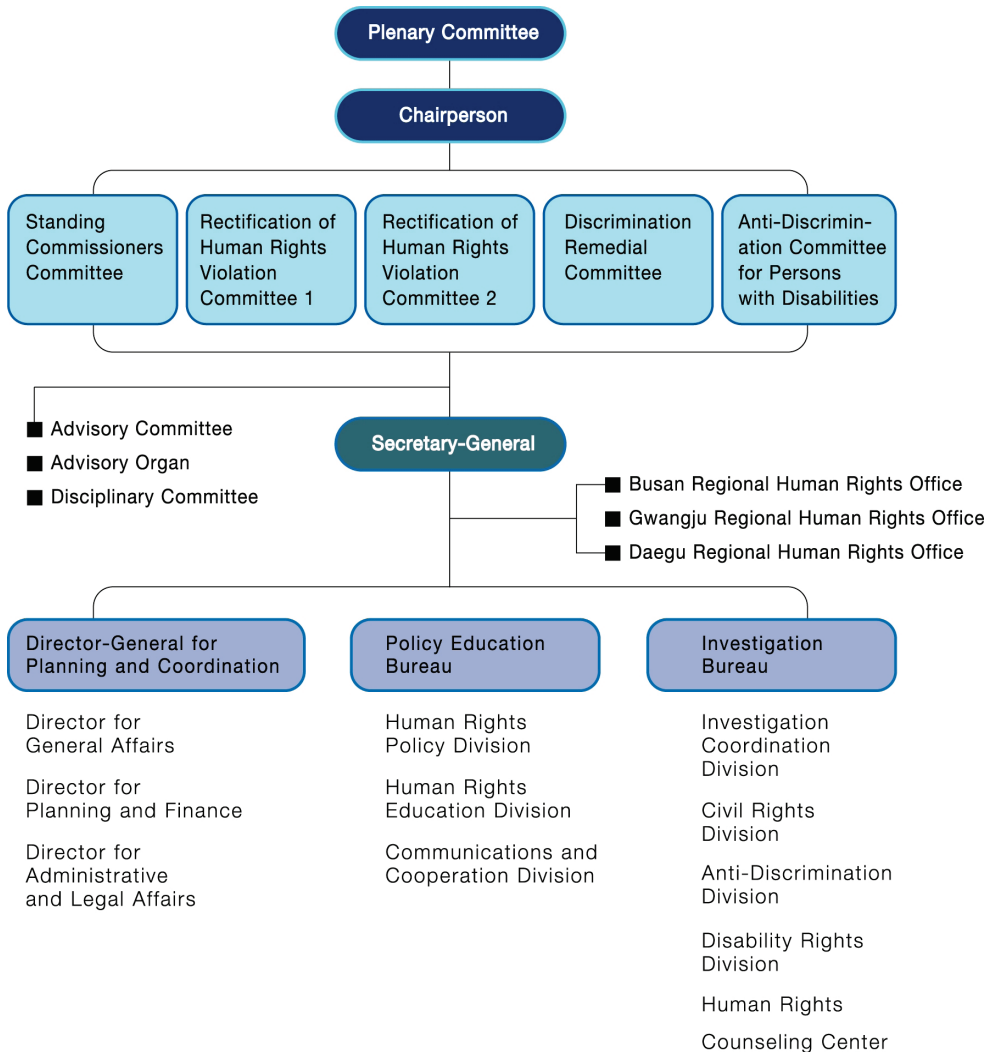 Plenary Committee
Chairperson
Standing
Commissioners
Committee
Rectification of
Human Rights
Violation
Committee 1
Rectification of
Human Rights
Violation
Committee 2
Discrimination
Remedial
Committee
Anti-Discrimin-
ation Committee
for Persons
with Disabilities
■ Advisory Committee
■ Advisory Organ
■ Disciplinary Committee
Secretary-General
■ Busan Regional Human Rights Office
■ Gwangju Regional Human Rights Office
■ Daegu Regional Human Rights Office
Director-General for
Planning and Coordination
Director for
General Affairs
Director for
Planning and Finance
Director for
Administrative
and Legal Affairs
Policy Education
Bureau
Human Rights
Policy Division
Human Rights
Education Division
Communications and
Cooperation Division
Investigation
Bureau
Investigation
Coordination
Division
Civil Rights
Division
Anti-Discrimination
Division
Disability Rights
Division
Human Rights
Counseling Center